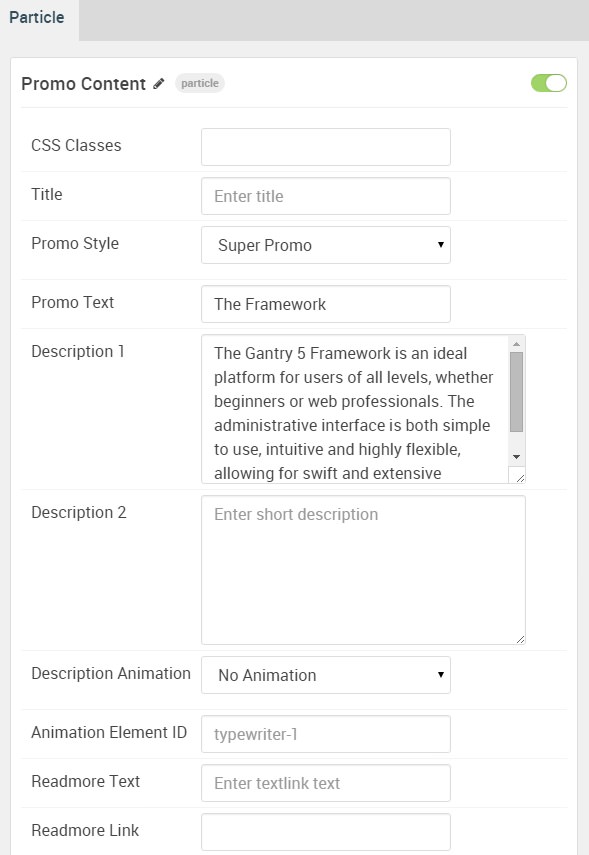 Particle
Promo Content particle
CSS Classes
Title Enter title
Promo Style Super Promo
Promo Text The Framework
Description 1 The Gantry 5 Framework is an ideal
platform for users of all levels, whether
beginners or web professionals. The
administrative interface is both simple
to use, intuitive and highly flexible,
allowing for swift and extensive
Description 2 Enter short description
Description Animation No Animation
Animation Element ID typewriter-1
Readmore Text Enter textlink text
Readmore Link